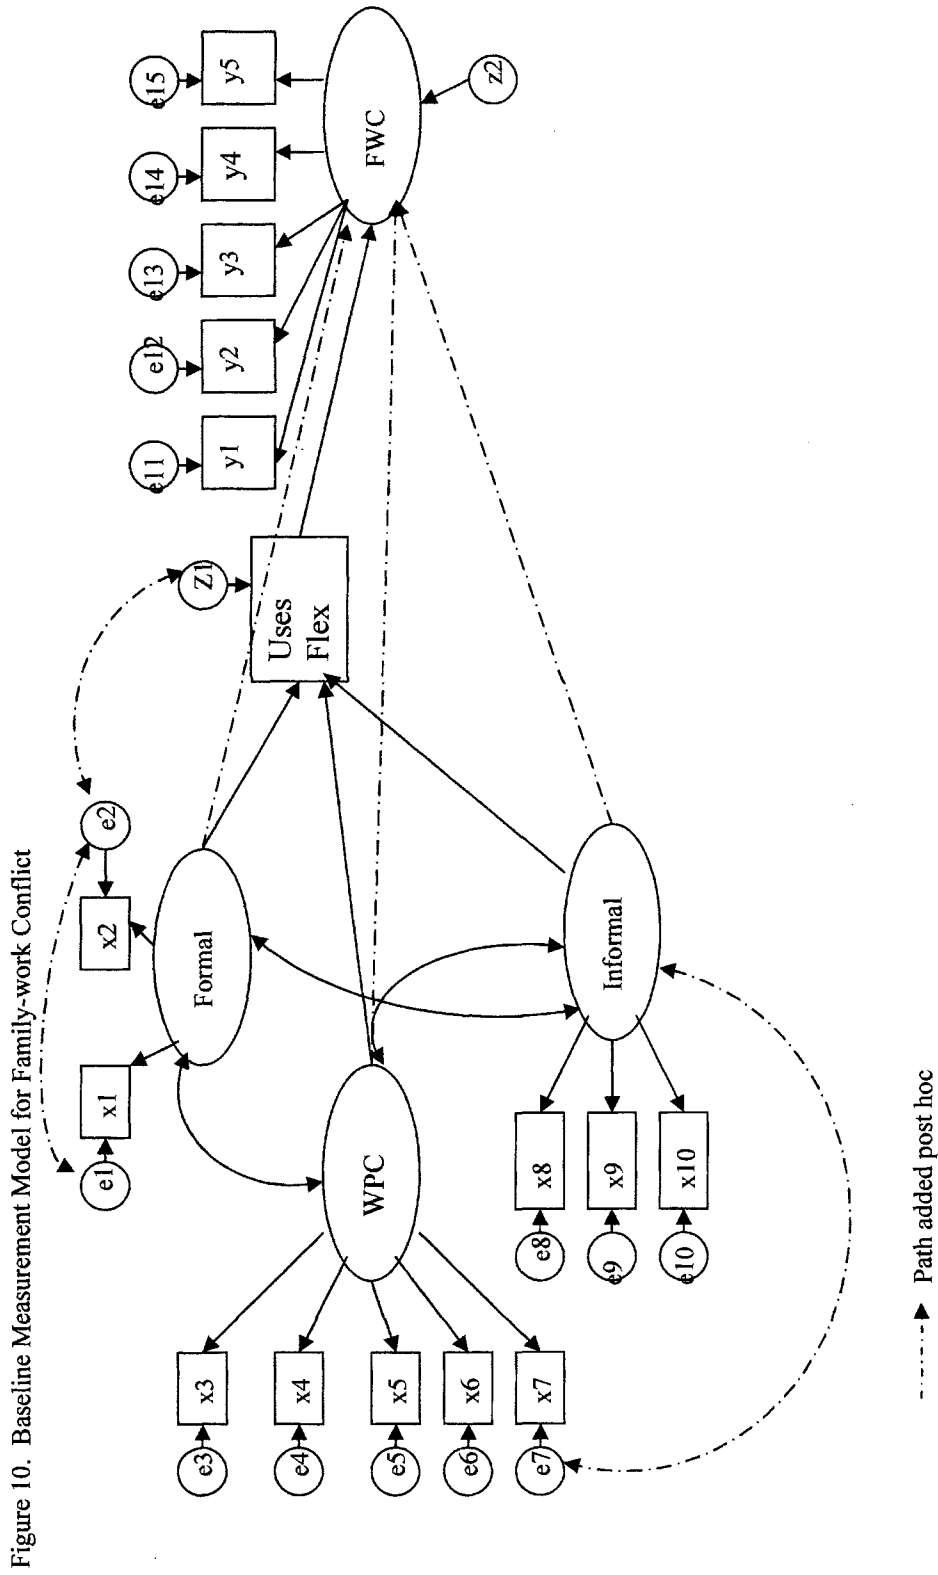 Figure 10. Baseline Measurement Model for Family-work Conflict
e1
x1
x2
e2
Z1
e11
e12
e13
e14
e15
y1
y2
y3
y4
y5
Formal
Uses
Flex
FWC
z2
WPC
Informal
e3
x3
e4
x4
e5
x5
e6
x6
e7
x7
e8
x8
e9
x9
e10
x10
Path added post hoc